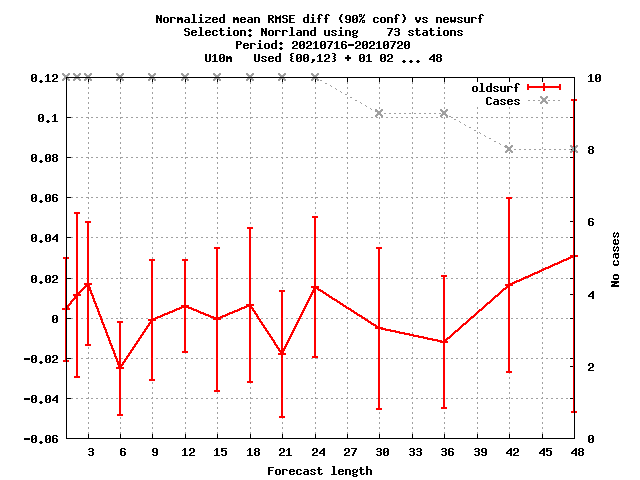 Normalized mean RMSE diff (90% conf) vs newsurf
Selection: Norrland using    73 stations
Period: 20210716-20210720
U10m   Used {00,12} + 01 02 ... 48
oldsurf
Cases
0.12
0.1
0.08
0.06
0.04
0.02
0
-0.02
-0.04
-0.06
10
8
6
4
2
0
No cases
3 6 9 12 15 18 21 24 27 30 33 36 39 42 45 48
Forecast length